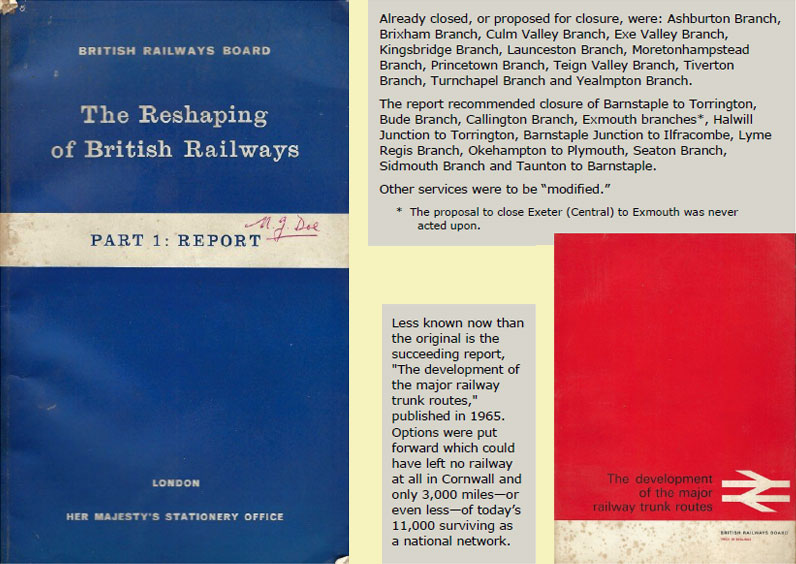 BRITISH RAILWAYS BOARD
The Reshaping
of British Railways
PART 1: REPORT
LONDON
HER MAJESTY'S STATIONERY OFFICE
Already closed, or proposed for closure, were: Ashburton Branch,
Brixham Branch, Culm Valley Branch, Exe Valley Branch,
Kingsbridge Branch, Launceston Branch, Moretonhampstead
Branch, Princetown Branch, Teign Valley Branch, Tiverton
Branch, Turnchapel Branch and Yealmpton Branch.
The report recommended closure of Barnstaple to Torrington,
Bude Branch, Callington Branch, Exmouth branches*, Halwill
Junction to Torrington, Barnstaple Junction to Ilfracombe, Lyme
Regis Branch, Okehampton to Plymouth, Seaton Branch,
Sidmouth Branch and Taunton to Barnstaple.
Other services were to be “modified.”
* The proposal to close Exeter (Central) to Exmouth was never
acted upon.
Less known now than
the original is the
succeeding report,
"The development of
the major railway
trunk routes,"
published in 1965.
Options were put
forward which could
have left no railway
at all in Cornwall and
only 3,000 miles—or
even less—of today’s
11,000 surviving as
a national network.
The development
of the major
railway trunk routes
BRITISH RAILWAYS BOARD